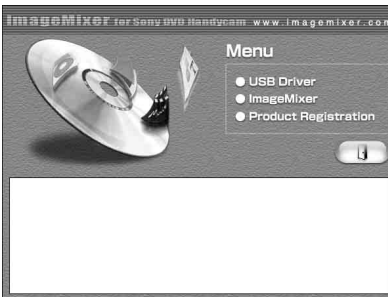 ImageMixer for Sony DVD Handycam www.imagemixer.com
Menu
USB Driver
ImageMixer
Product Registration